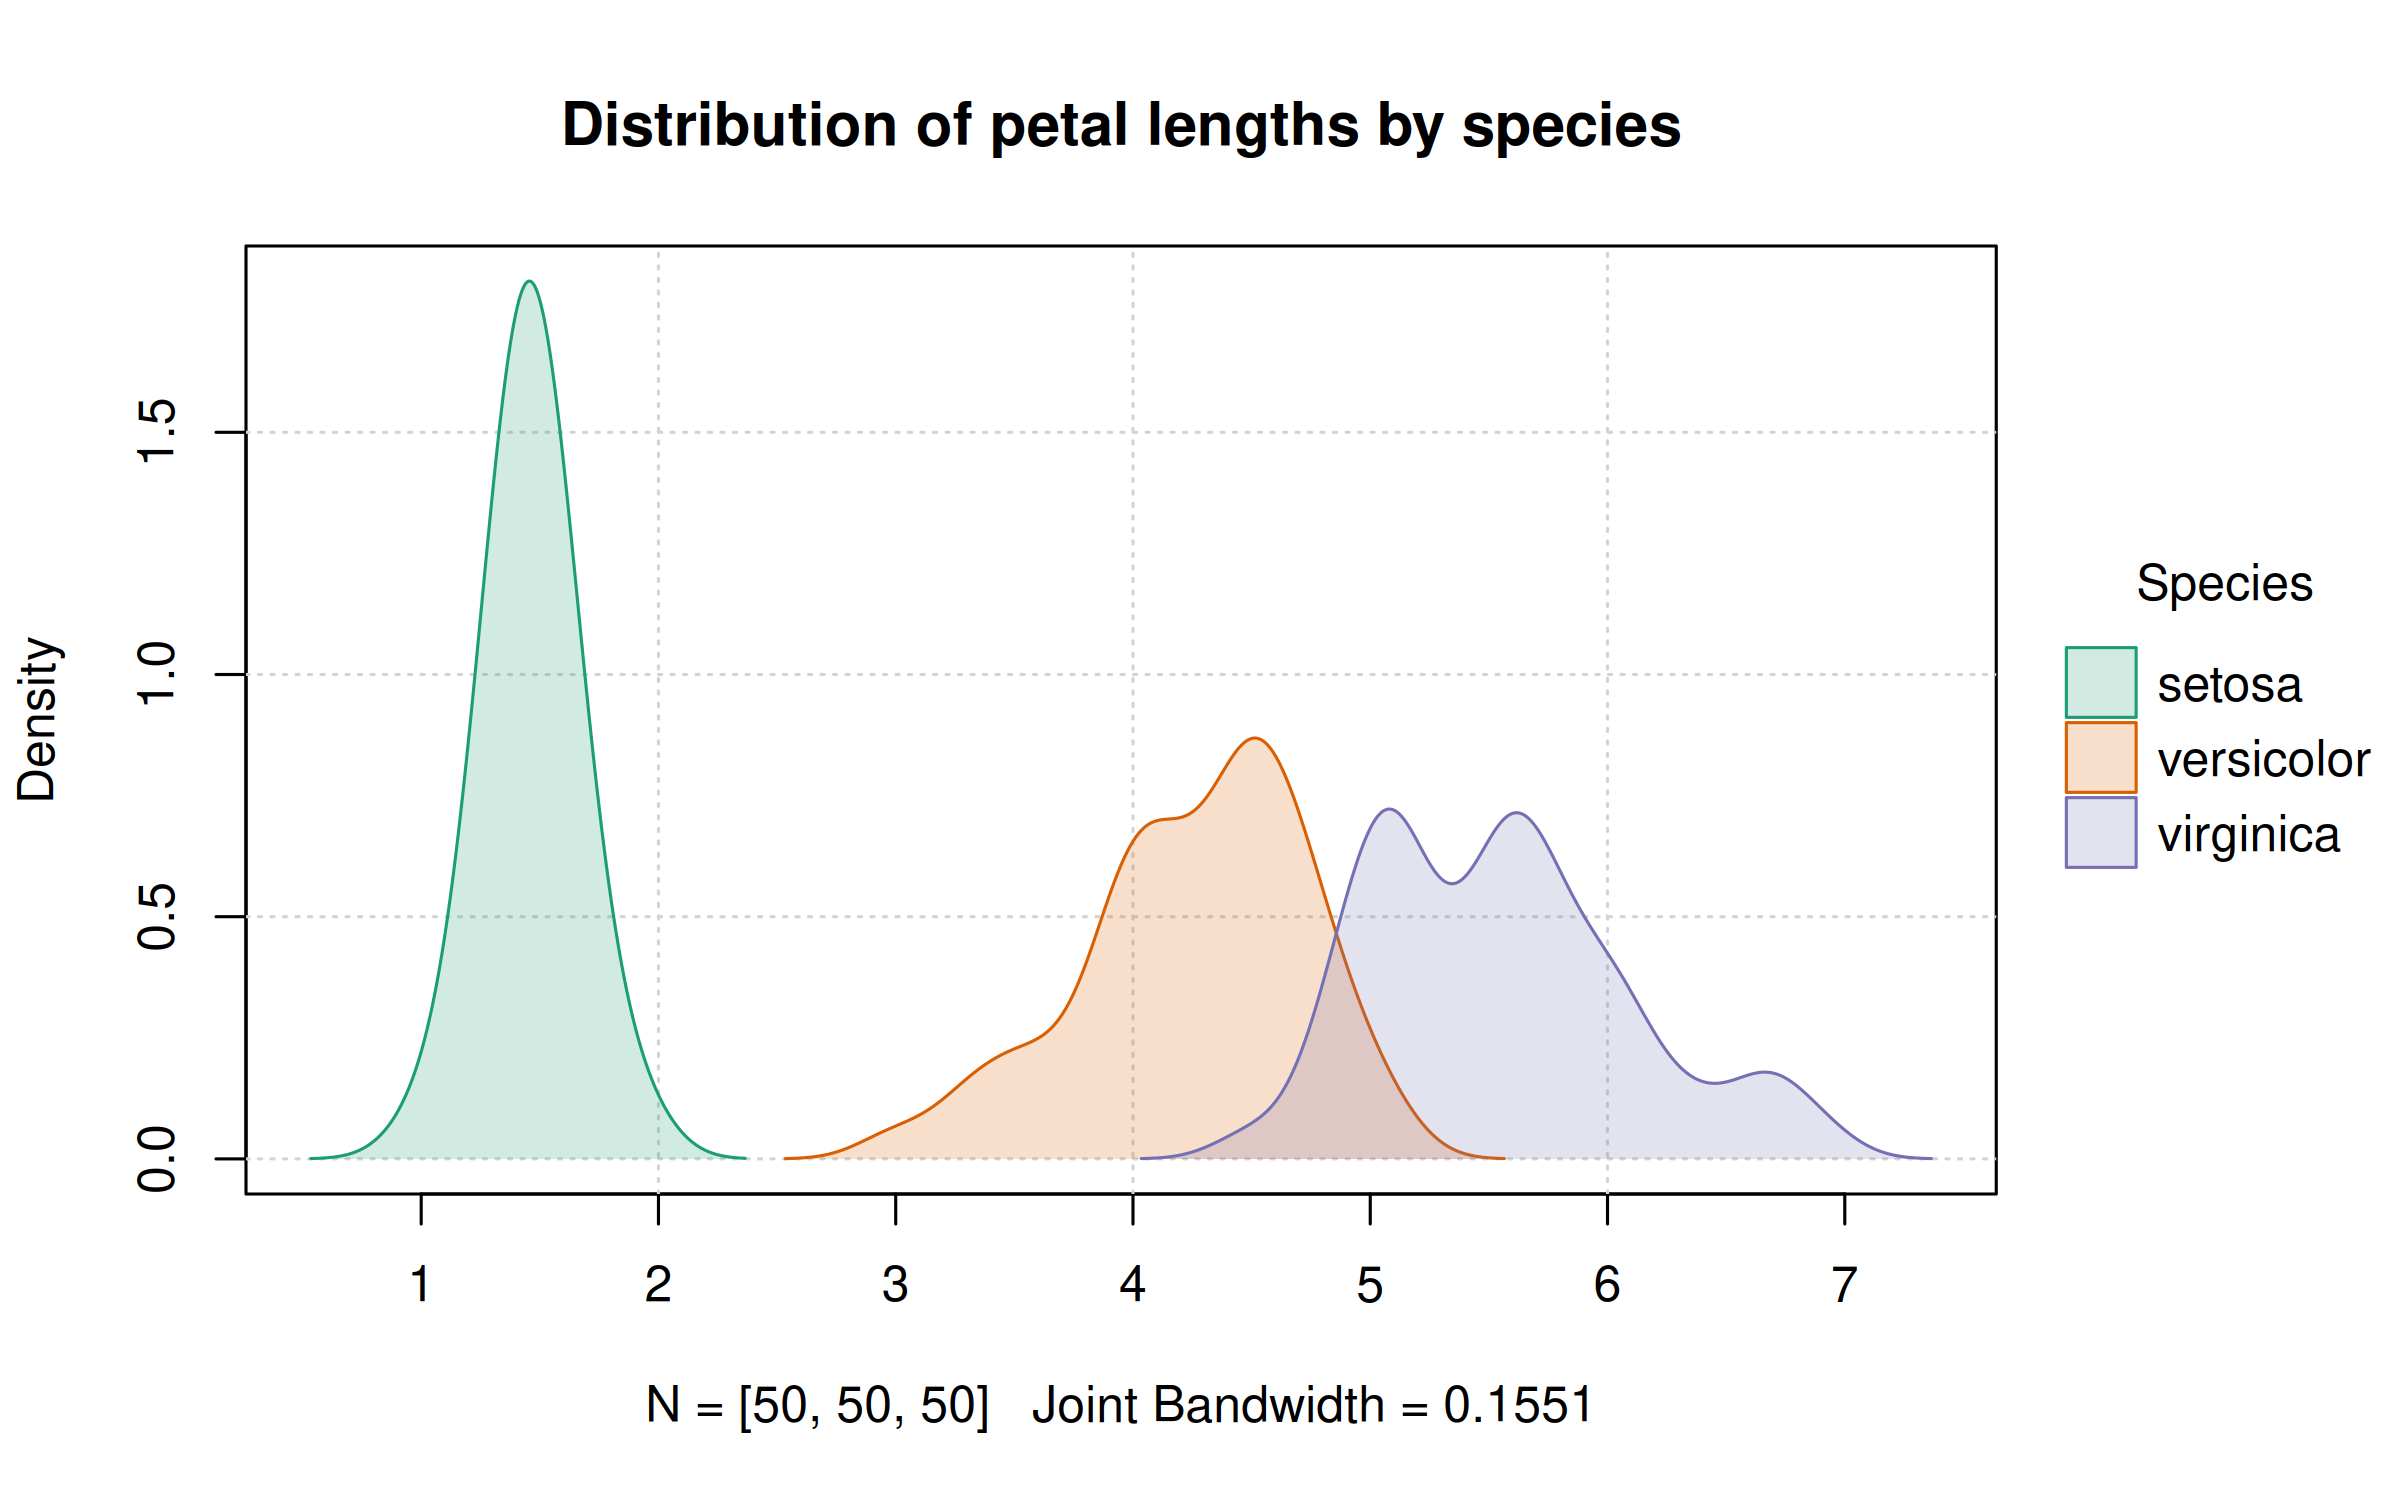 Distribution of petal lengths by species
Density
1.5
1.0
0.5
0.0
1 2 3 4 5 6 7
N = [50, 50, 50]   Joint Bandwidth = 0.1551
Species
setosa
versicolor
virginica